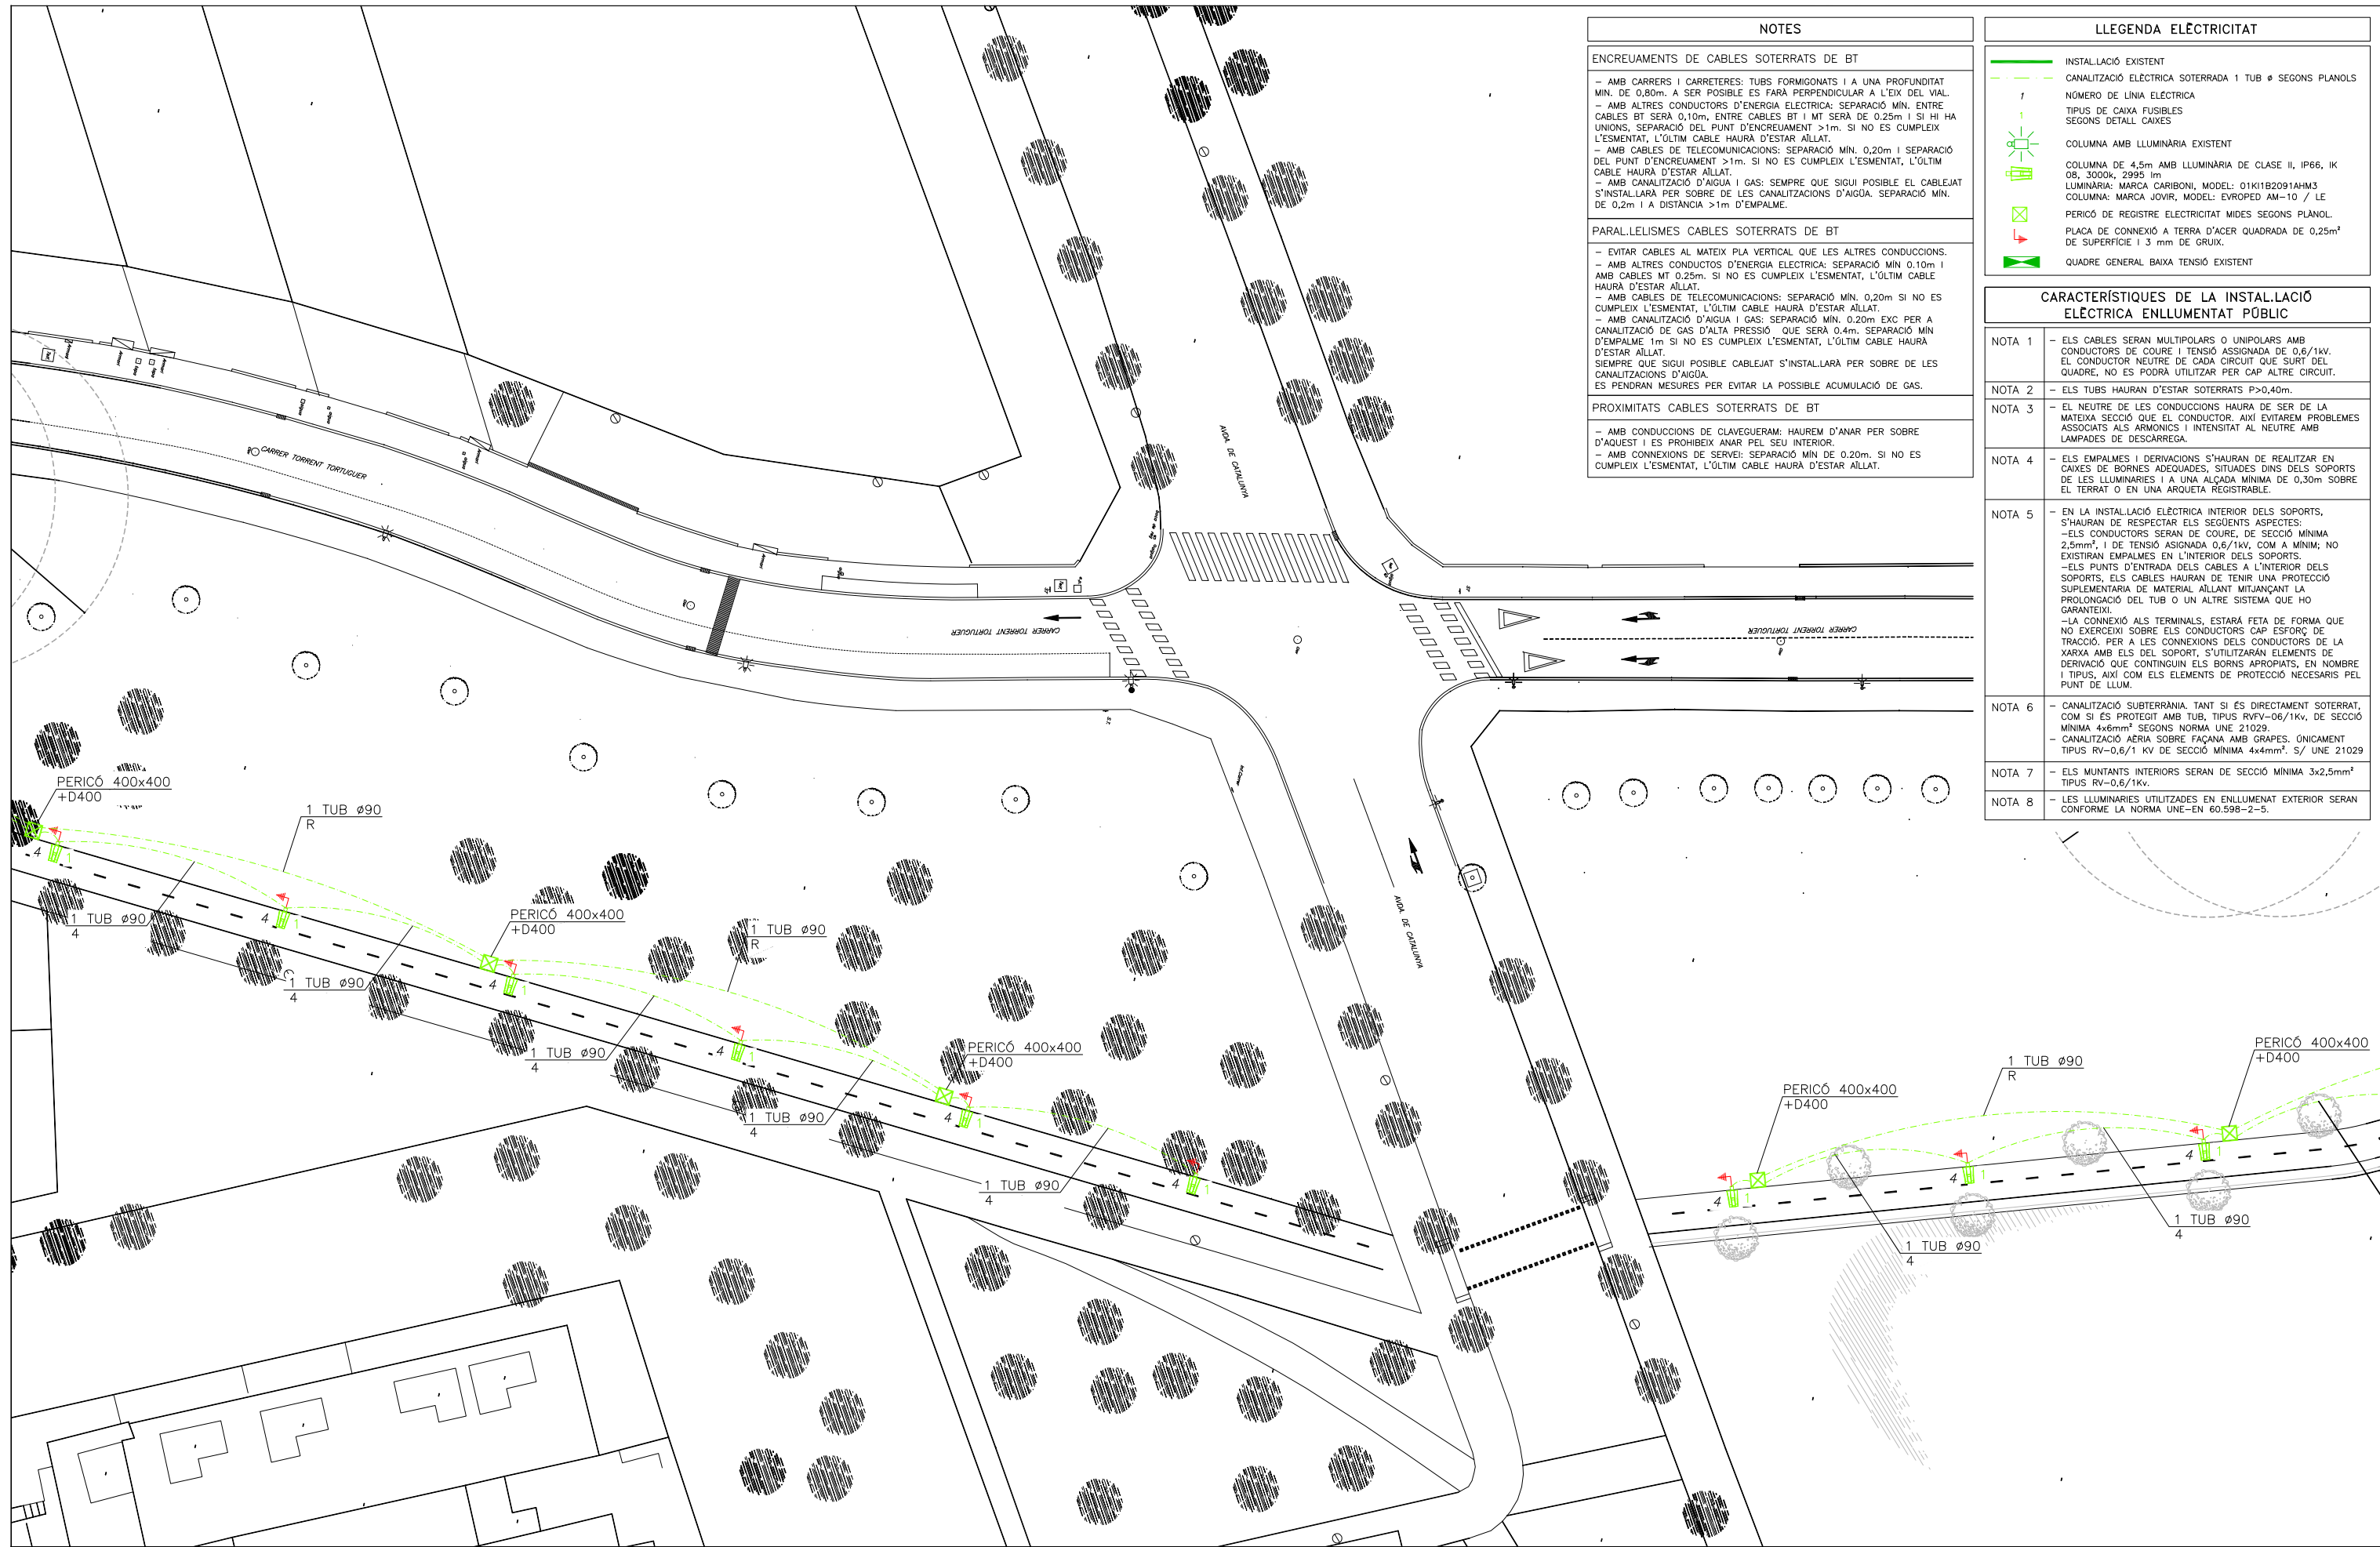 NOTES
ENCREUAMENTS DE CABLES SOTERRATS DE BT
– AMB CARRERS I CARRETERES: TUBS FORMIGONATS I A UNA PROFUNDITAT
MIN. DE 0,80m. A SER POSIBLE ES FARÀ PERPENDICULAR A L'EIX DEL VIAL.
– AMB ALTRES CONDUCTORS D'ENERGIA ELECTRICA: SEPARACIÓ MÍN. ENTRE
CABLES BT SERÀ 0,10m, ENTRE CABLES BT I MT SERÀ DE 0.25m I SI HI HA
UNIONS, SEPARACIÓ DEL PUNT D'ENCREUAMENT >1m. SI NO ES CUMPLEIX
L'ESMENTAT, L'ÚLTIM CABLE HAURÀ D'ESTAR AÏLLAT.
– AMB CABLES DE TELECOMUNICACIONS: SEPARACIÓ MÍN. 0,20m I SEPARACIÓ
DEL PUNT D'ENCREUAMENT >1m. SI NO ES CUMPLEIX L'ESMENTAT, L'ÚLTIM
CABLE HAURÀ D'ESTAR AÏLLAT.
– AMB CANALITZACIÓ D'AIGUA I GAS: SEMPRE QUE SIGUI POSIBLE EL CABLEJAT
S'INSTAL.LARÀ PER SOBRE DE LES CANALITZACIONS D'AIGÜA. SEPARACIÓ MÍN.
DE 0,2m I A DISTÀNCIA >1m D'EMPALME.
PARAL.LELISMES CABLES SOTERRATS DE BT
– EVITAR CABLES AL MATEIX PLA VERTICAL QUE LES ALTRES CONDUCCIONS.
– AMB ALTRES CONDUCTOS D'ENERGIA ELECTRICA: SEPARACIÓ MÍN 0.10m I
AMB CABLES MT 0.25m. SI NO ES CUMPLEIX L'ESMENTAT, L'ÚLTIM CABLE
HAURÀ D'ESTAR AÏLLAT.
– AMB CABLES DE TELECOMUNICACIONS: SEPARACIÓ MÍN. 0,20m SI NO ES
CUMPLEIX L'ESMENTAT, L'ÚLTIM CABLE HAURÀ D'ESTAR AÏLLAT.
– AMB CANALITZACIÓ D'AIGUA I GAS: SEPARACIÓ MÍN. 0.20m EXC PER A
CANALITZACIÓ DE GAS D'ALTA PRESSIÓ QUE SERÀ 0.4m. SEPARACIÓ MÍN
D'EMPALME 1m SI NO ES CUMPLEIX L'ESMENTAT, L'ÚLTIM CABLE HAURÀ
D'ESTAR AÏLLAT.
SIEMPRE QUE SIGUI POSIBLE CABLEJAT S'INSTAL.LARÀ PER SOBRE DE LES
CANALITZACIONS D'AIGÜA.
ES PENDRAN MESURES PER EVITAR LA POSSIBLE ACUMULACIÓ DE GAS.
PROXIMITATS CABLES SOTERRATS DE BT
– AMB CONDUCCIONS DE CLAVEGUERAM: HAUREM D'ANAR PER SOBRE
D'AQUEST I ES PROHIBEIX ANAR PEL SEU INTERIOR.
– AMB CONNEXIONS DE SERVEI: SEPARACIÓ MÍN DE 0.20m. SI NO ES
CUMPLEIX L'ESMENTAT, L'ÚLTIM CABLE HAURÀ D'ESTAR AÏLLAT.
LLEGENDA ELÈCTRICITAT
INSTAL.LACIÓ EXISTENT
CANALITZACIÓ ELÈCTRICA SOTERRADA 1 TUB ø SEGONS PLANOLS
1 NÚMERO DE LÍNIA ELÈCTRICA
1 TIPUS DE CAIXA FUSIBLES
SEGONS DETALL CAIXES
COLUMNA AMB LLUMINÀRIA EXISTENT
COLUMNA DE 4,5m AMB LLUMINÀRIA DE CLASE II, IP66, IK
08, 3000k, 2995 lm
LUMINÀRIA: MARCA CARIBONI, MODEL: 01KI1B2091AHM3
COLUMNA: MARCA JOVIR, MODEL: EVROPED AM–10 / LE
PERICÓ DE REGISTRE ELECTRICITAT MIDES SEGONS PLÀNOL.
PLACA DE CONNEXIÓ A TERRA D'ACER QUADRADA DE 0,25m²
DE SUPERFÍCIE I 3 mm DE GRUIX.
QUADRE GENERAL BAIXA TENSIÓ EXISTENT
CARACTERÍSTIQUES DE LA INSTAL.LACIÓ
ELÈCTRICA ENLLUMENTAT PÚBLIC
NOTA 1 – ELS CABLES SERAN MULTIPOLARS O UNIPOLARS AMB
CONDUCTORS DE COURE I TENSIÓ ASSIGNADA DE 0,6/1kV.
EL CONDUCTOR NEUTRE DE CADA CIRCUIT QUE SURT DEL
QUADRE, NO ES PODRÀ UTILITZAR PER CAP ALTRE CIRCUIT.
NOTA 2 – ELS TUBS HAURAN D'ESTAR SOTERRATS P>0,40m.
NOTA 3 – EL NEUTRE DE LES CONDUCCIONS HAURA DE SER DE LA
MATEIXA SECCIÓ QUE EL CONDUCTOR. AIXÍ EVITAREM PROBLEMES
ASSOCIATS ALS ARMONICS I INTENSITAT AL NEUTRE AMB
LAMPADES DE DESCÀRREGA.
NOTA 4 – ELS EMPALMES I DERIVACIONS S'HAURAN DE REALITZAR EN
CAIXES DE BORNES ADEQUADES, SITUADES DINS DELS SOPORTS
DE LES LLUMINARIES I A UNA ALÇADA MÍNIMA DE 0,30m SOBRE
EL TERRAT O EN UNA ARQUETA REGISTRABLE.
NOTA 5 – EN LA INSTAL.LACIÓ ELÈCTRICA INTERIOR DELS SOPORTS,
S'HAURAN DE RESPECTAR ELS SEGÜENTS ASPECTES:
–ELS CONDUCTORS SERAN DE COURE, DE SECCIÓ MÍNIMA
2,5mm², I DE TENSIÓ ASIGNADA 0,6/1kV, COM A MÍNIM; NO
EXISTIRAN EMPALMES EN L'INTERIOR DELS SOPORTS.
–ELS PUNTS D'ENTRADA DELS CABLES A L'INTERIOR DELS
SOPORTS, ELS CABLES HAURAN DE TENIR UNA PROTECCIÓ
SUPLEMENTARIA DE MATERIAL AÏLLANT MITJANÇANT LA
PROLONGACIÓ DEL TUB O UN ALTRE SISTEMA QUE HO
GARANTEIXI.
–LA CONNEXIÓ ALS TERMINALS, ESTARÁ FETA DE FORMA QUE
NO EXERCEIXI SOBRE ELS CONDUCTORS CAP ESFORÇ DE
TRACCIÓ. PER A LES CONNEXIONS DELS CONDUCTORS DE LA
XARXA AMB ELS DEL SOPORT, S'UTILITZARÁN ELEMENTS DE
DERIVACIÓ QUE CONTINGUIN ELS BORNS APROPIATS, EN NOMBRE
I TIPUS, AIXÍ COM ELS ELEMENTS DE PROTECCIÓ NECESARIS PEL
PUNT DE LLUM.
NOTA 6 – CANALITZACIÓ SUBTERRÀNIA. TANT SI ÉS DIRECTAMENT SOTERRAT,
COM SI ÉS PROTEGIT AMB TUB, TIPUS RVFV–06/1Kv, DE SECCIÓ
MÍNIMA 4x6mm² SEGONS NORMA UNE 21029.
– CANALITZACIÓ AÈRIA SOBRE FAÇANA AMB GRAPES. ÚNICAMENT
TIPUS RV–0,6/1 KV DE SECCIÓ MÍNIMA 4x4mm². S/ UNE 21029
NOTA 7 – ELS MUNTANTS INTERIORS SERAN DE SECCIÓ MÍNIMA 3x2,5mm²
TIPUS RV–0,6/1Kv.
NOTA 8 – LES LLUMINARIES UTILITZADES EN ENLLUMENAT EXTERIOR SERAN
CONFORME LA NORMA UNE–EN 60.598–2–5.
CARRER TORRENT TORTUGUER
AVDA. DE CATALUNYA
CARRER TORRENT TORTUGUER
CARRER TORRENT TORTUGUER
AVDA. DE CATALUNYA
PERICÓ 400x400
+D400
1 TUB ø90
R
4
1
1 TUB ø90
4
4
1
1 TUB ø90
4
PERICÓ 400x400
+D400
4
1
1 TUB ø90
R
1 TUB ø90
4
4
1
1 TUB ø90
4
PERICÓ 400x400
+D400
4
1
1 TUB ø90
4
4
1
PERICÓ 400x400
+D400
4
1
1 TUB ø90
R
4
1
1 TUB ø90
4
PERICÓ 400x400
+D400
4
1
1 TUB ø90
4